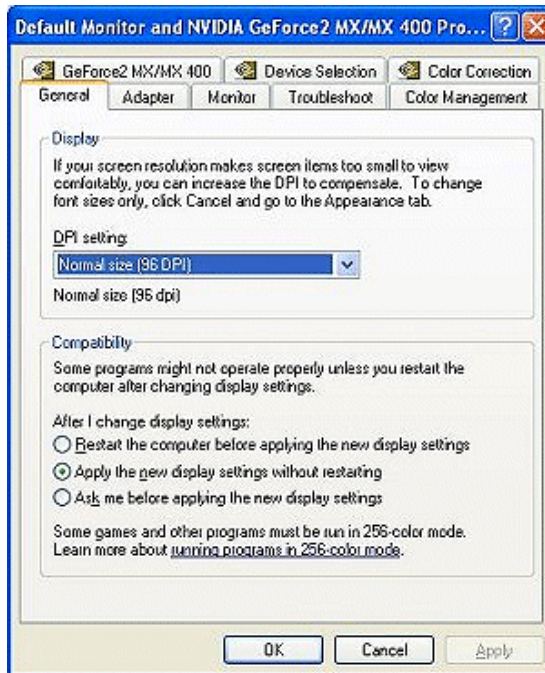 Default Monitor and NVIDIA GeForce2 MX/MX 400 Pro...
GeForce2 MX/MX 400
Device Selection
Color Correction
General
Adapter
Monitor
Troubleshoot
Color Management
Display
If your screen resolution makes screen items too small to view
comfortably, you can increase the DPI to compensate. To change
font sizes only, click Cancel and go to the Appearance tab.
DPI setting:
Normal size (96 DPI)
Normal size (96 dpi)
Compatibility
Some programs might not operate properly unless you restart the
computer after changing display settings.
After I change display settings:
Restart the computer before applying the new display settings
Apply the new display settings without restarting
Ask me before applying the new display settings
Some games and other programs must be run in 256-color mode.
Learn more about running programs in 256-color mode.
OK
Cancel
Apply